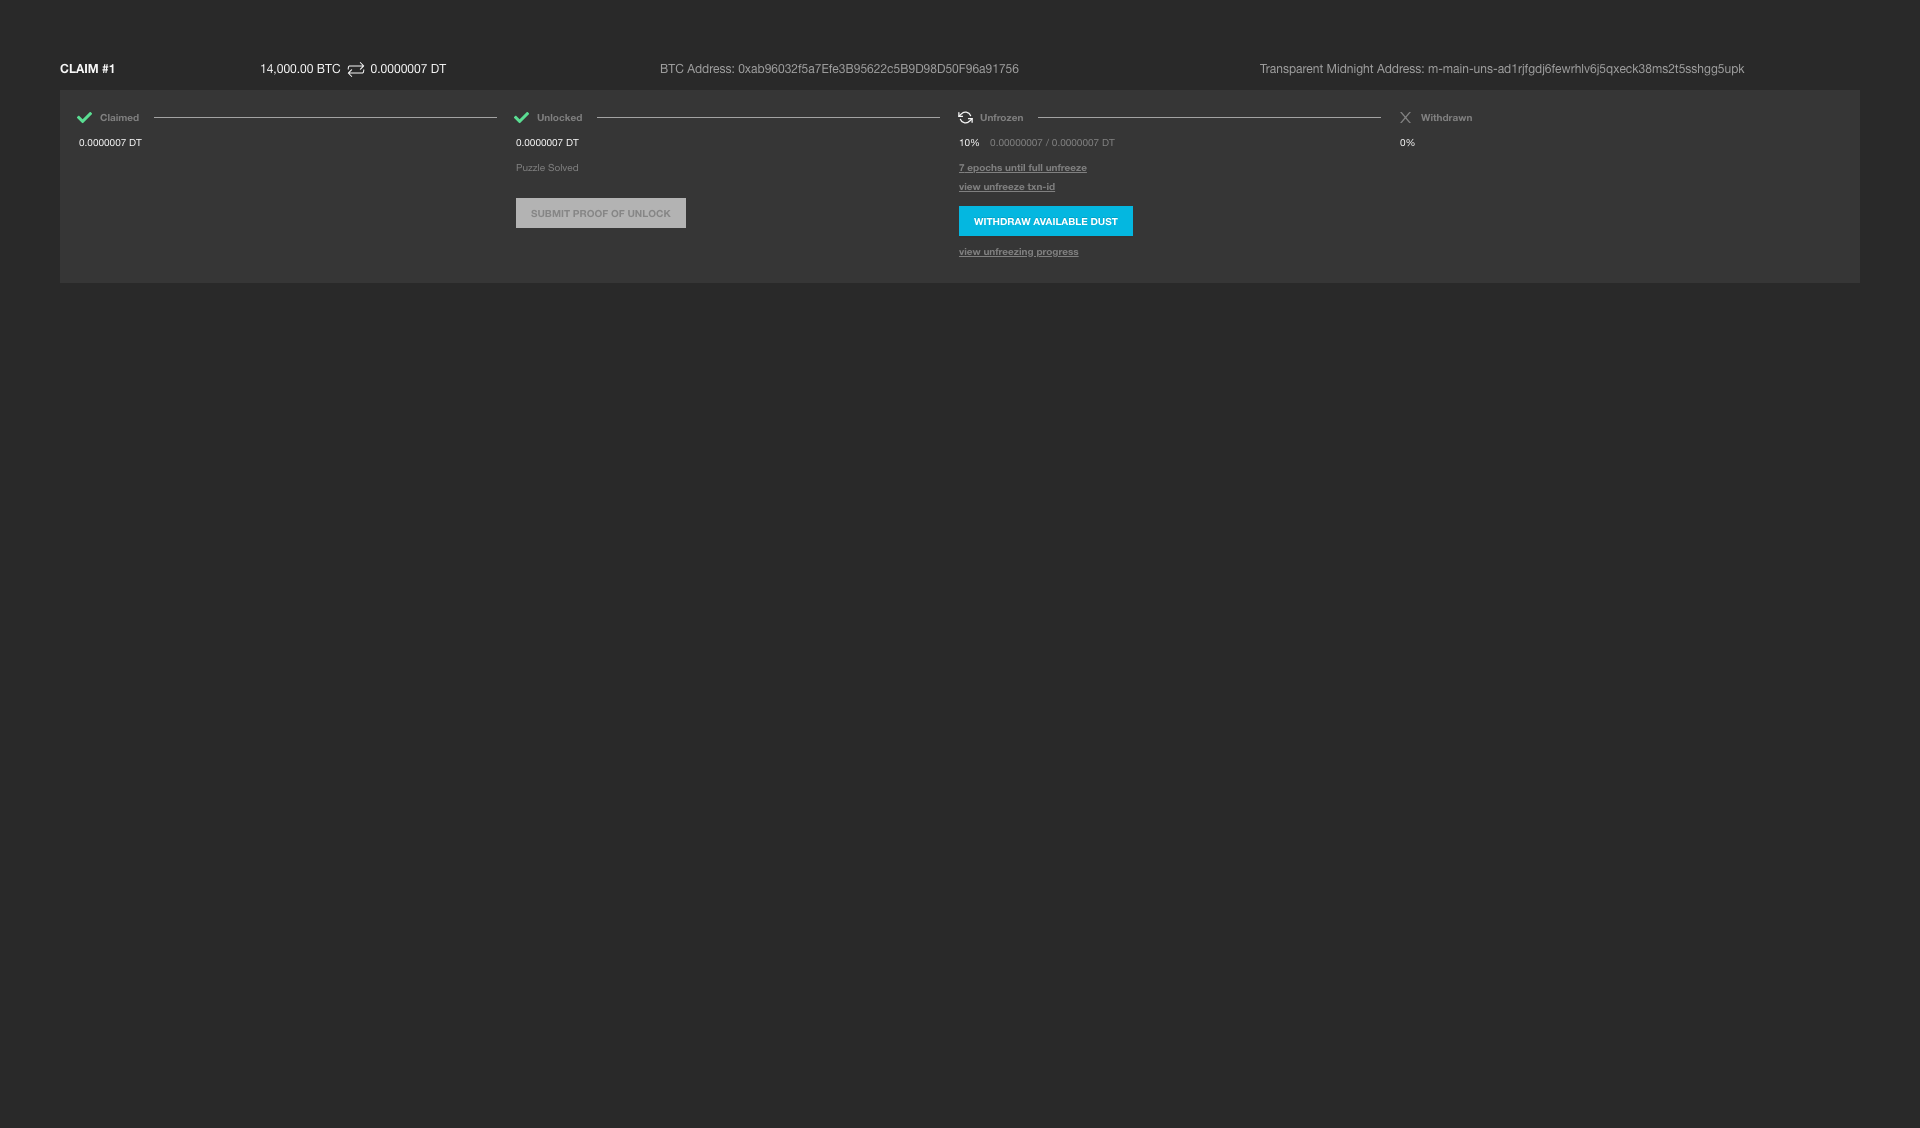 CLAIM #1
14,000.00 BTC 0.0000007 DT
BTC Address: 0xab96032f5a7Efe3B95622c5B9D98D50F96a91756
Transparent Midnight Address: m-main-uns-ad1rjfgdj6fewrhlv6j5qxeck38ms2t5sshgg5upk
Claimed
0.0000007 DT
Unlocked
0.0000007 DT
Puzzle Solved
SUBMIT PROOF OF UNLOCK
Unfrozen
10% 0.00000007 / 0.0000007 DT
7 epochs until full unfreeze
view unfreeze txn-id
WITHDRAW AVAILABLE DUST
view unfreezing progress
Withdrawn
0%